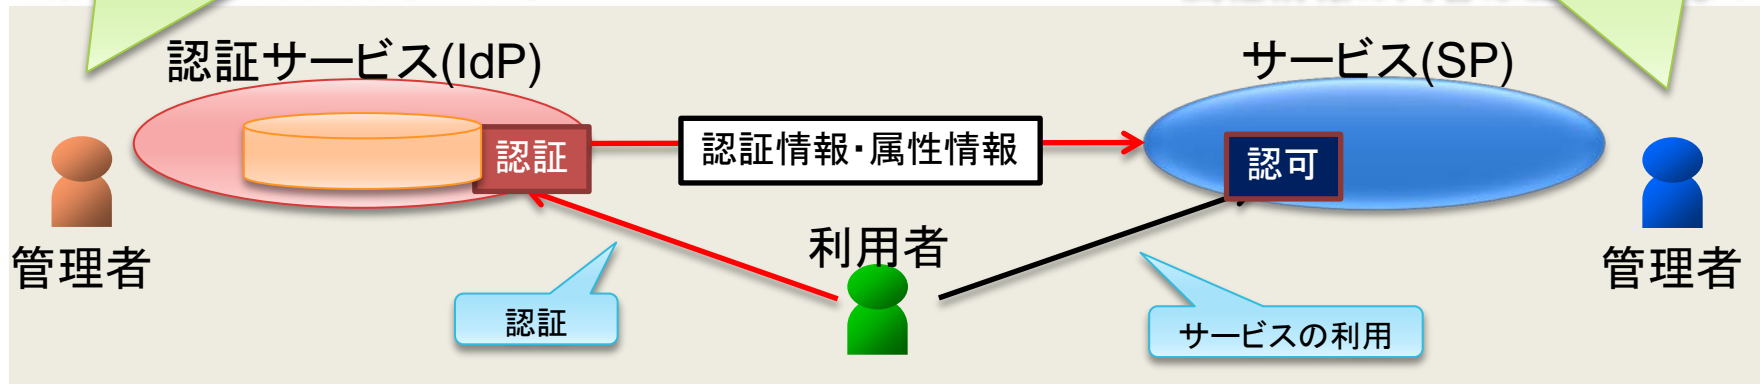 認証サービス(IdP)
サービス(SP)
認証
認証情報・属性情報
認可
管理者
利用者
管理者
認証
サービスの利用